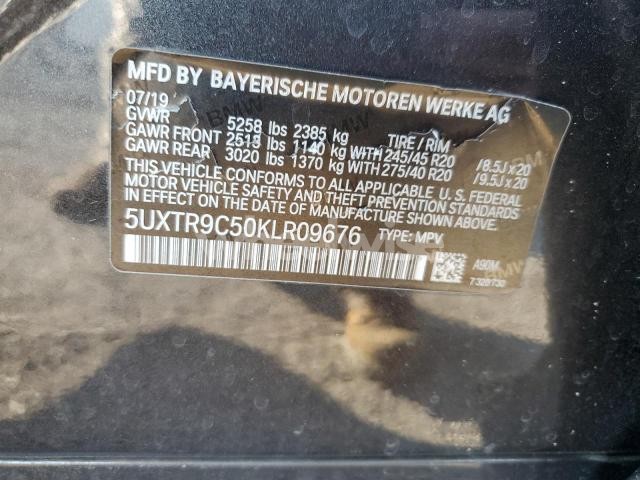 MFD BY BAYERISCHE MOTOREN WERKE AG
07/19
GVWR 5258 lbs 2385 kg TIRE / RIM
GAWR FRONT 2513 lbs 1140 kg WITH 245/45 R20 / 8.5J x 20
GAWR REAR 3020 lbs 1370 kg WITH 275/40 R20 / 9.5J x 20
THIS VEHICLE CONFORMS TO ALL APPLICABLE U.S. FEDERAL
MOTOR VEHICLE SAFETY AND THEFT PREVENTION STANDARDS
IN EFFECT ON THE DATE OF MANUFACTURE SHOWN ABOVE.
5UXTR9C50KLR09676 TYPE: MPV
A90M